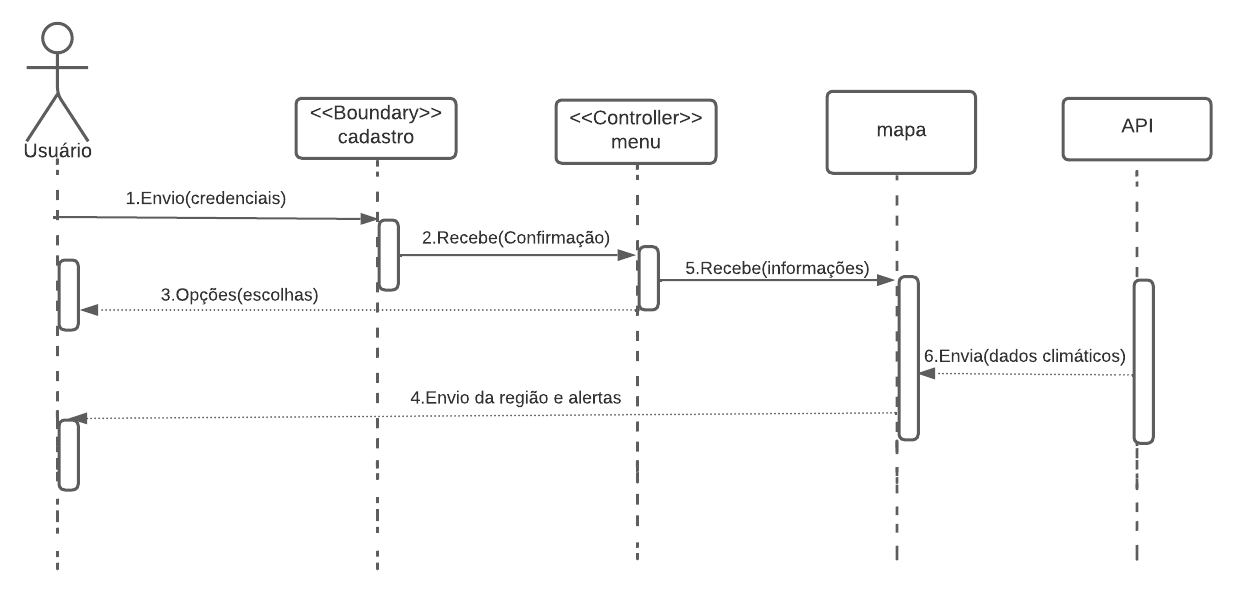 Usuário
<<Boundary>>
cadastro
<<Controller>>
menu
mapa
API
1.Envio(credenciais)
2.Recebe(Confirmação)
5.Recebe(informações)
3.Opções(escolhas)
6.Envia(dados climáticos)
4.Envio da região e alertas